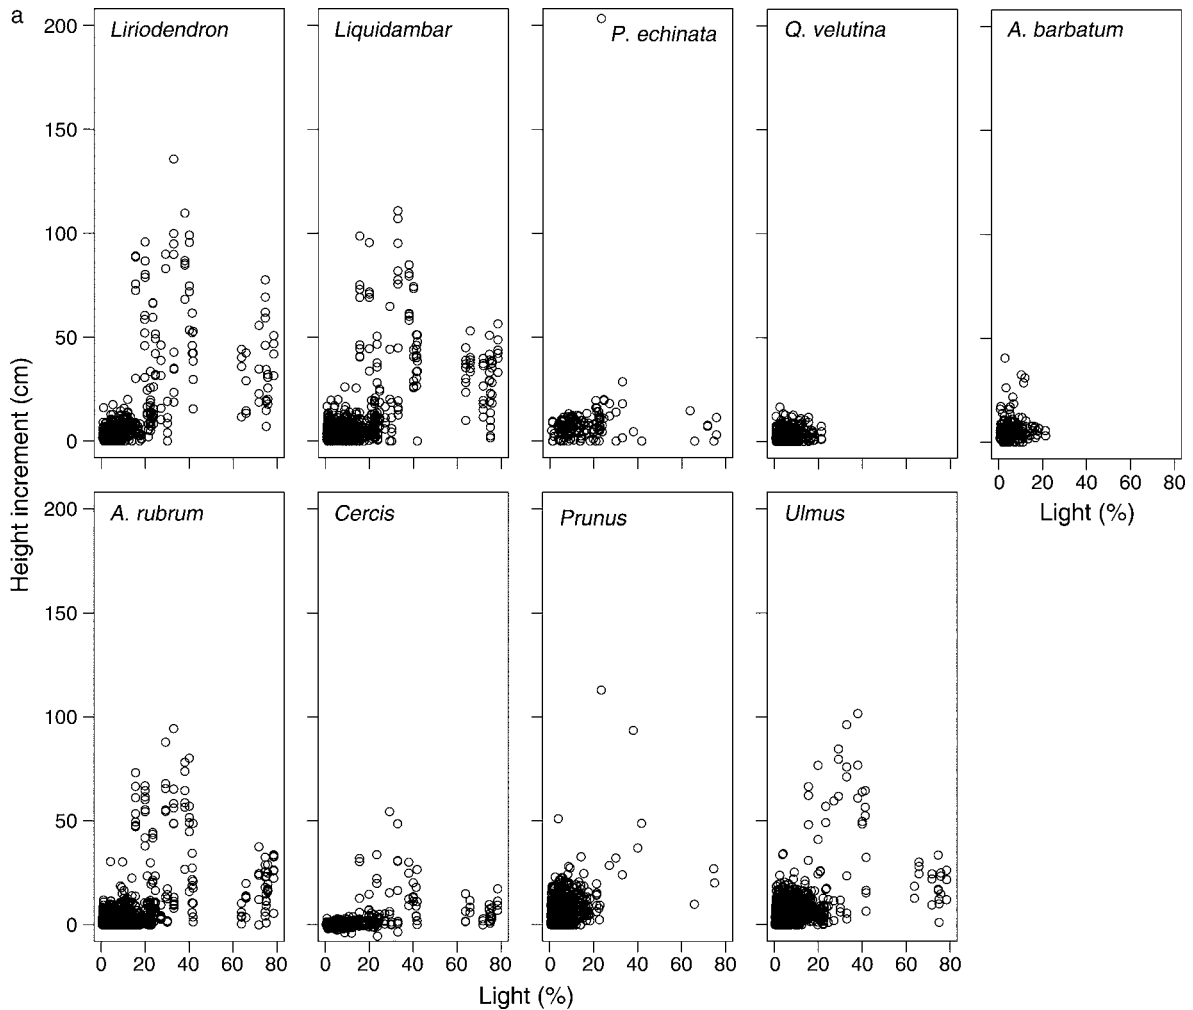 a
200
150
100
50
0
Height increment (cm)
Liriodendron
Liquidambar
P. echinata
Q. velutina
A. barbatum
0 20 40 60 80
Light (%)
200
150
100
50
0
A. rubrum
Cercis
Prunus
Ulmus
0 20 40 60 80
0 20 40 60 80
0 20 40 60 80
0 20 40 60 80
Light (%)